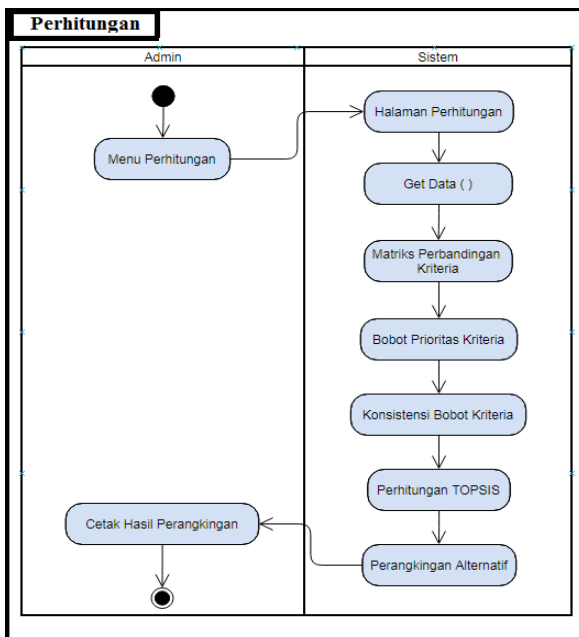 Perhitungan
Admin
Sistem
Menu Perhitungan
Halaman Perhitungan
Get Data ( )
Matriks Perbandingan
Kriteria
Bobot Prioritas Kriteria
Konsistensi Bobot Kriteria
Perhitungan TOPSIS
Perangkingan Alternatif
Cetak Hasil Perangkingan